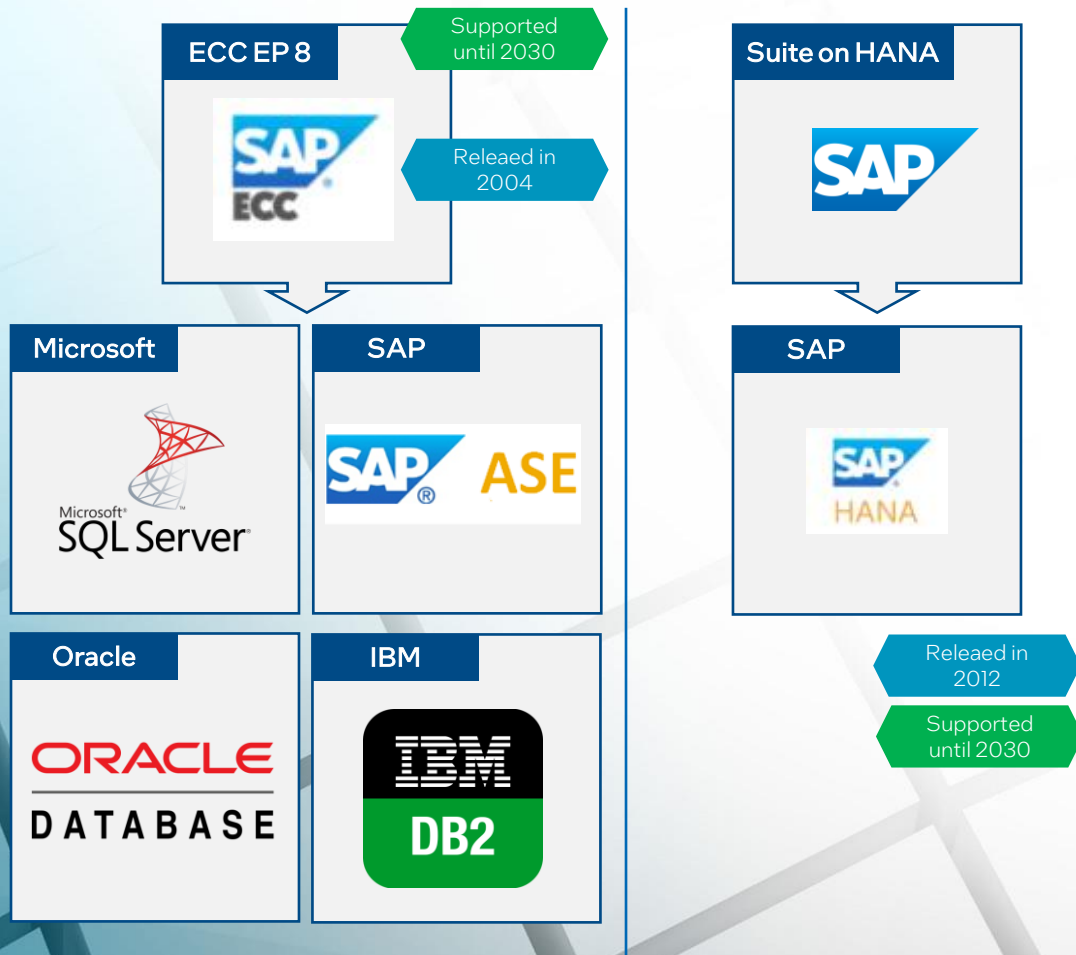 ECC EP 8
Supported
until 2030
SAP
®
ECC
Releaed in
2004
Microsoft
Microsoft®
SQL Server®
SAP
SAP ® ASE
Oracle
ORACLE
DATABASE
IBM
IBM
DB2
Suite on HANA
SAP
SAP
SAP
HANA
Releaed in
2012
Supported
until 2030